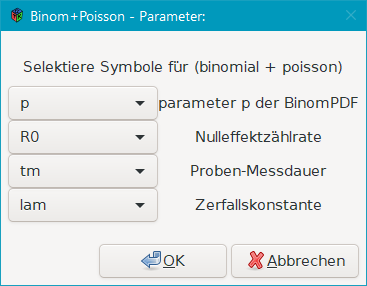 Binom+Poisson - Parameter:
Selektiere Symbole für (binomial + poisson)
p parameter p der BinomPDF
R0 Nulleffektzählrate
tm Proben-Messdauer
lam Zerfallskonstante
OK Abbrechen